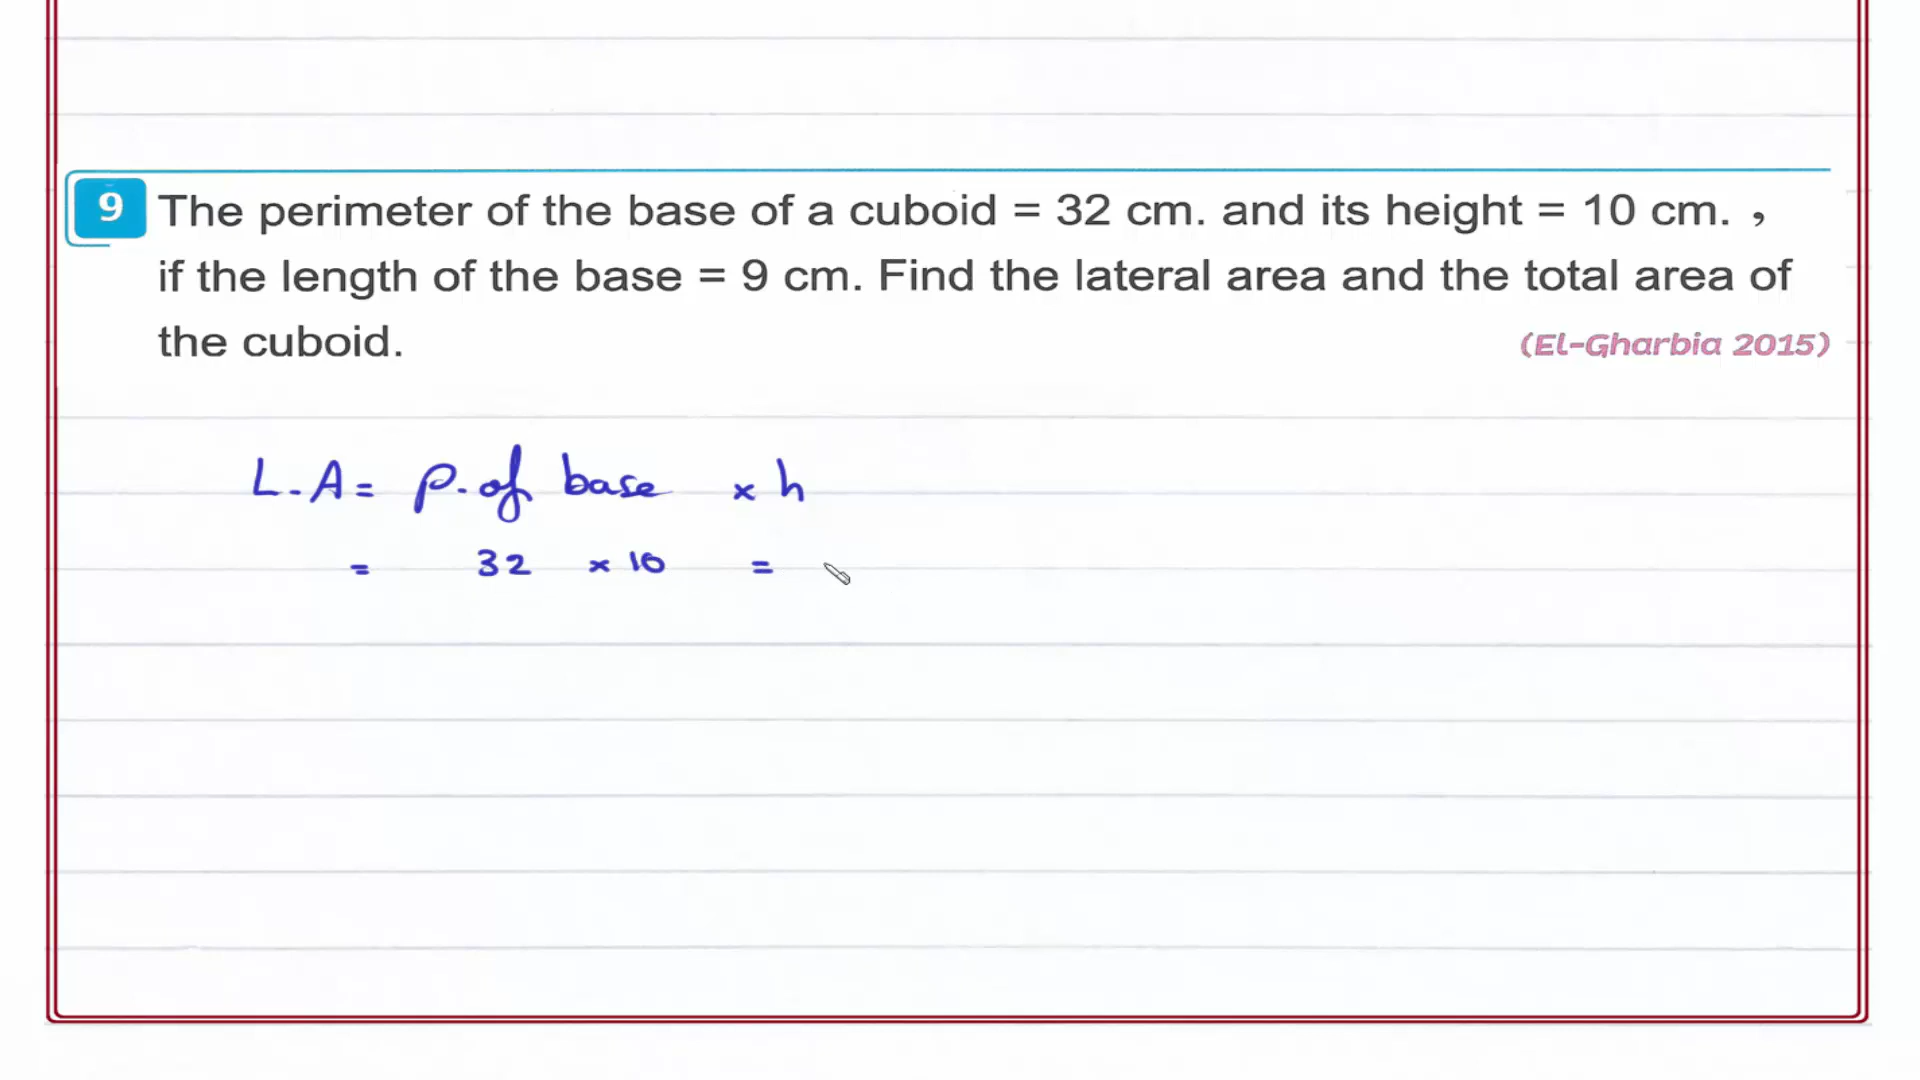 9 The perimeter of the base of a cuboid = 32 cm. and its height = 10 cm. ,
if the length of the base = 9 cm. Find the lateral area and the total area of
the cuboid.
(El-Gharbia 2015)
L.A = p. of base × h
= 32 × 10 =